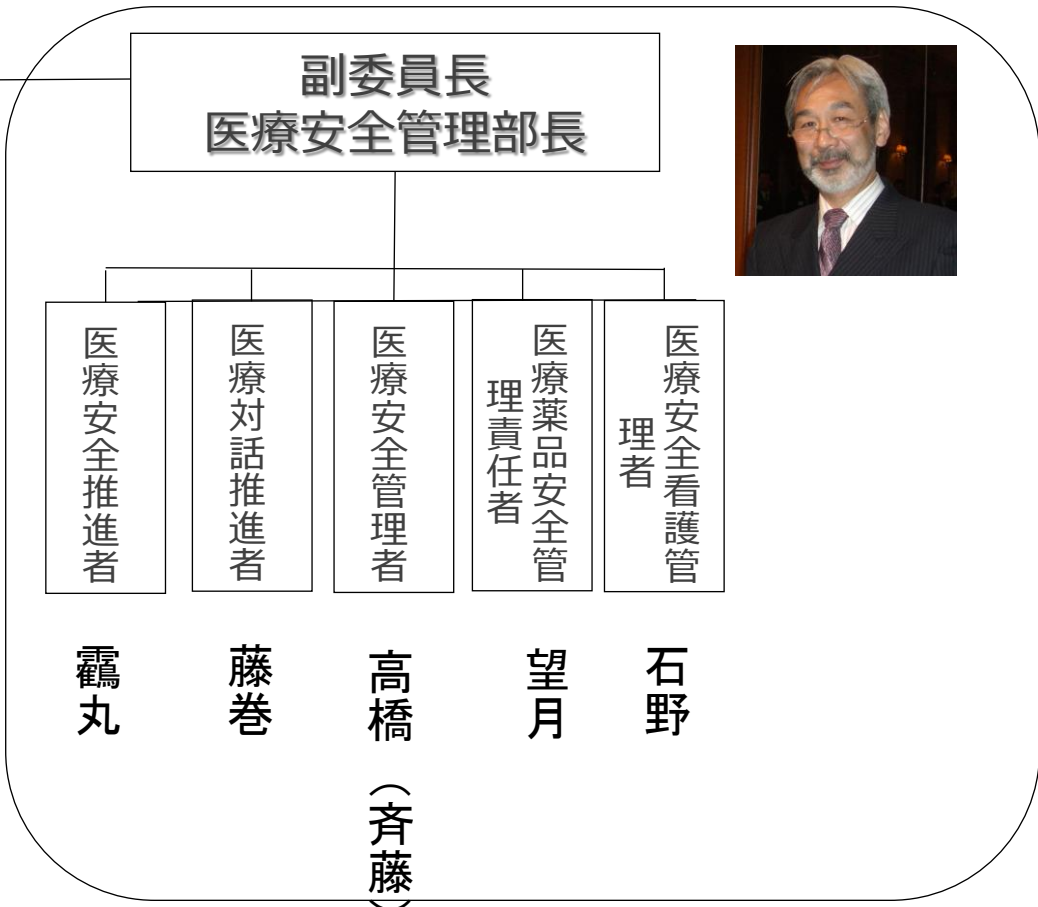 副委員長
医療安全管理部長
医療安全推進者
医療対話推進者
医療安全管理者
医療薬品安全管
理責任者
医療安全看護管
理者
靍丸
藤巻
高橋（斉藤）
望月
石野